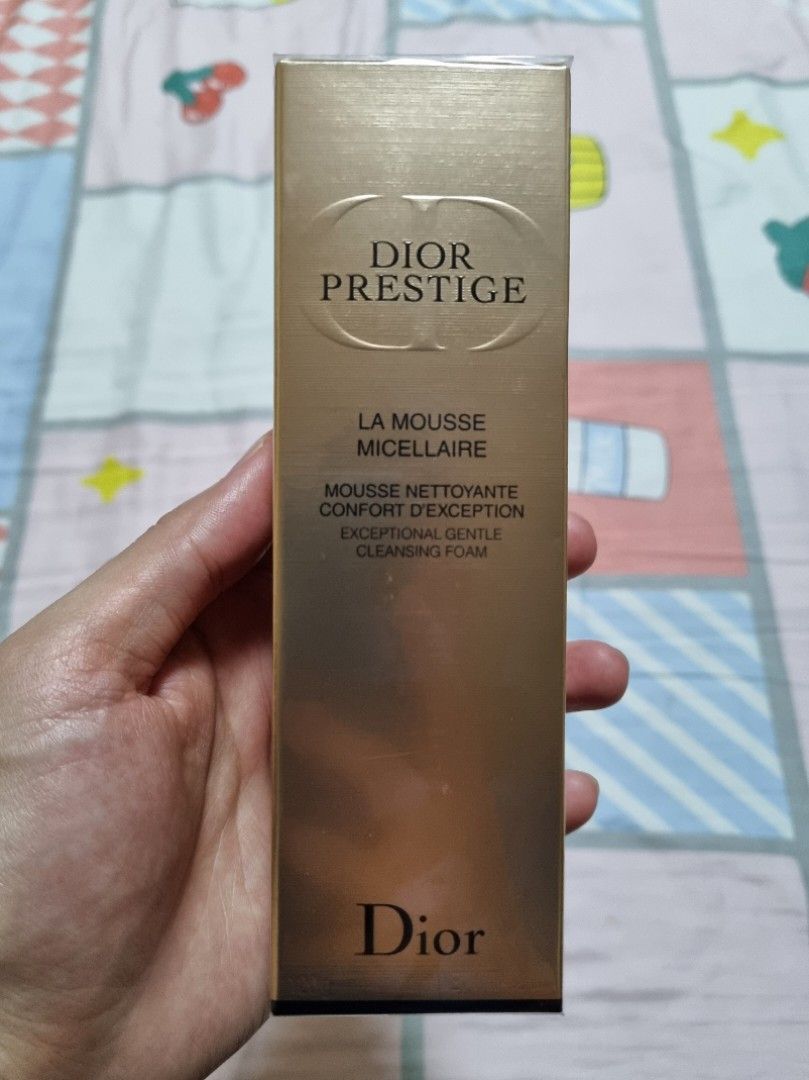 DIOR
PRESTIGE
LA MOUSSE
MICELLAIRE
MOUSSE NETTOYANTE
CONFORT D'EXCEPTION
EXCEPTIONAL GENTLE
CLEANSING FOAM
Dior